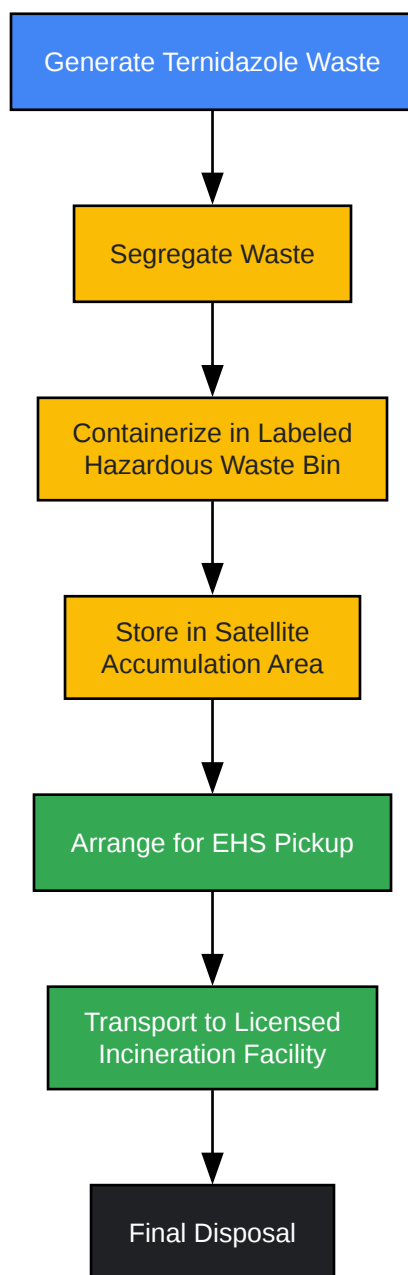 Generate Ternidazole Waste
Segregate Waste
Containerize in Labeled
Hazardous Waste Bin
Store in Satellite
Accumulation Area
Arrange for EHS Pickup
Transport to Licensed
Incineration Facility
Final Disposal